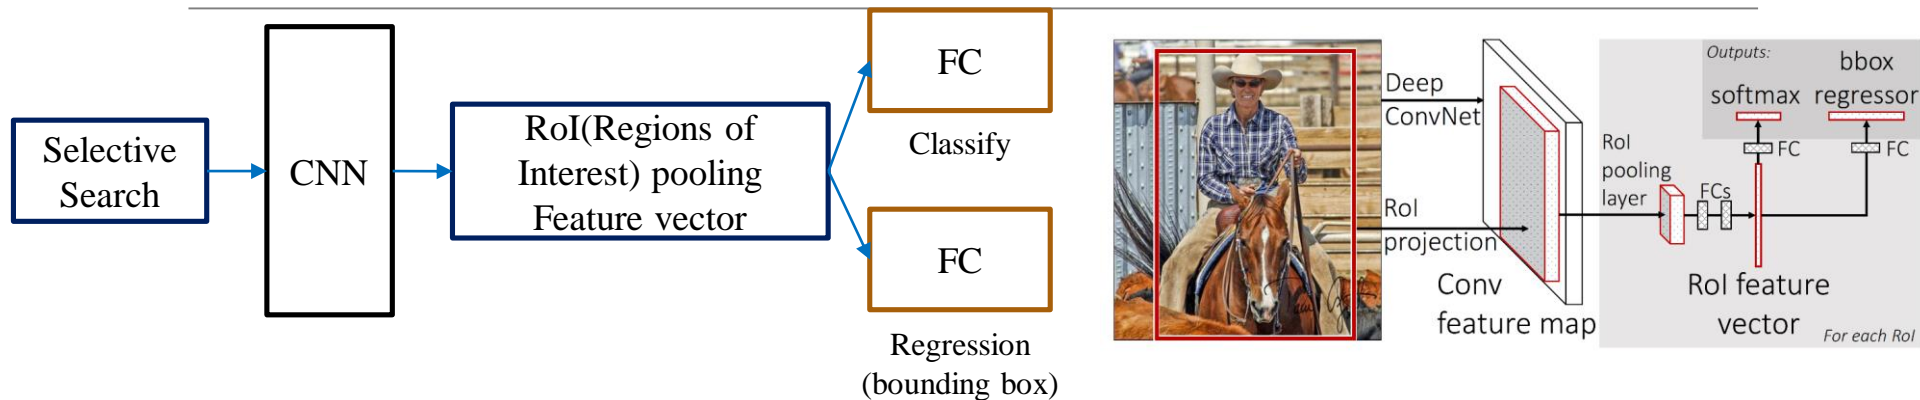 Selective
Search
CNN
RoI(Regions of
Interest) pooling
Feature vector
FC
Classify
FC
Regression
(bounding box)
Deep
ConvNet
RoI
projection
Conv
feature map
RoI
pooling
layer
FCs
RoI feature
vector
For each RoI
Outputs:
softmax
bbox
regressor
FC
FC